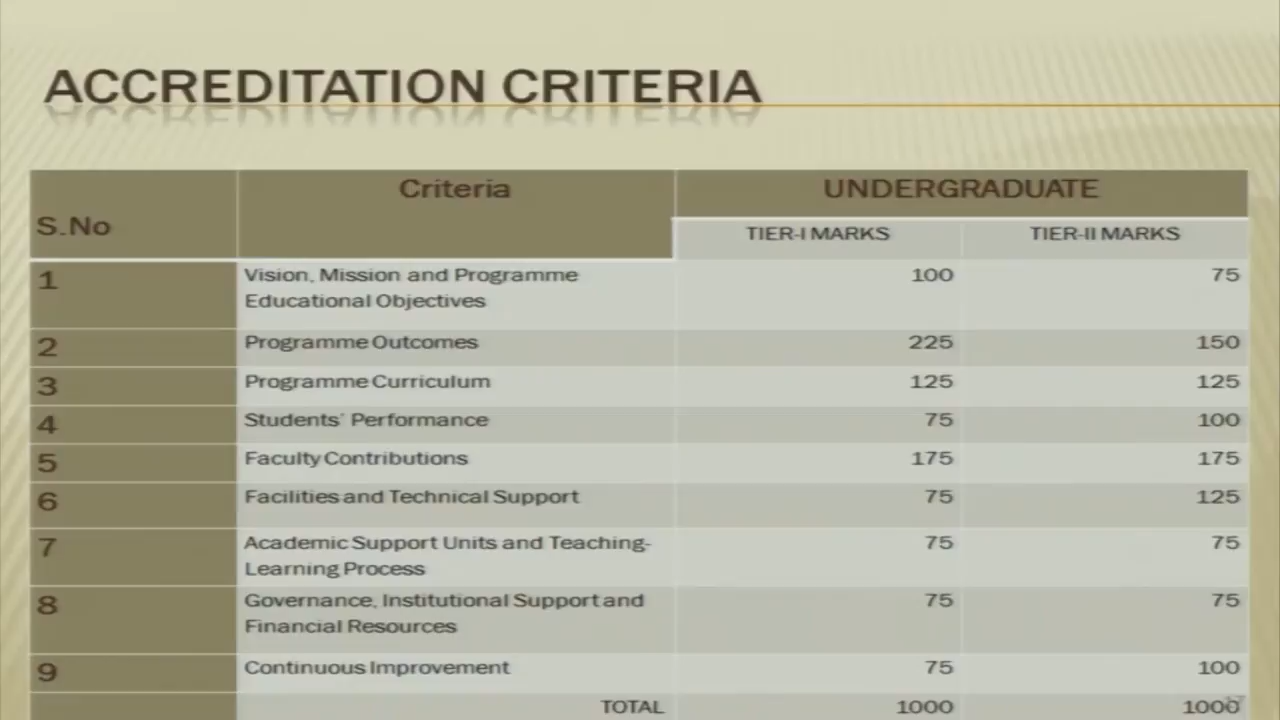 ACCREDITATION CRITERIA
S.No Criteria UNDERGRADUATE
TIER-I MARKS TIER-II MARKS
1 Vision, Mission and Programme 100 75
Educational Objectives
2 Programme Outcomes 225 150
3 Programme Curriculum 125 125
4 Students' Performance 75 100
5 Faculty Contributions 175 175
6 Facilities and Technical Support 75 125
7 Academic Support Units and Teaching- 75 75
Learning Process
8 Governance, Institutional Support and 75 75
Financial Resources
9 Continuous Improvement 75 100
TOTAL 1000 1000
17